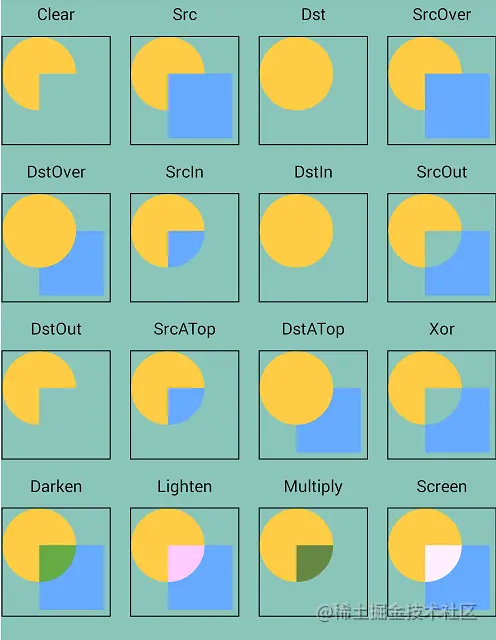 Clear Src Dst SrcOver
DstOver SrcIn DstIn SrcOut
DstOut SrcATop DstATop Xor
Darken Lighten Multiply Screen
@稀土掘金技术社区